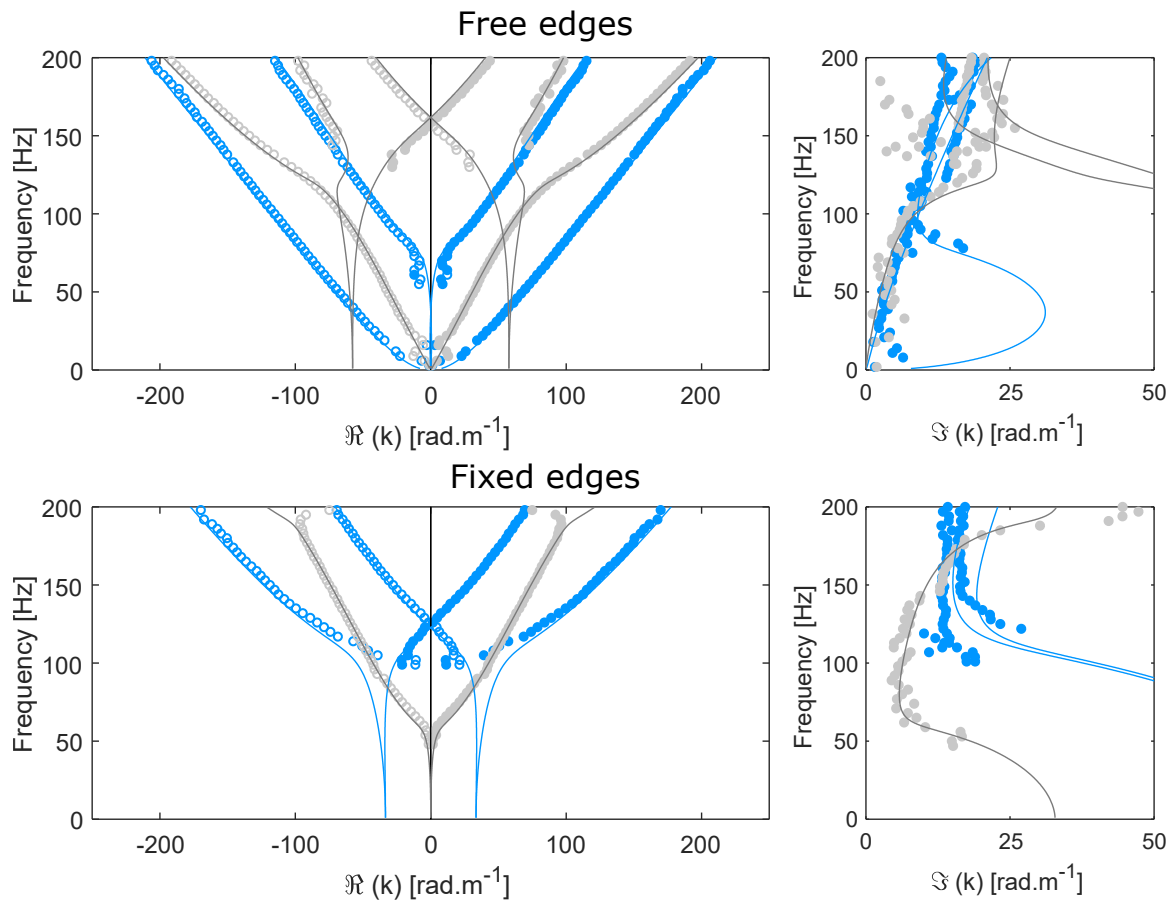 Free edges
Frequency [Hz]
200
150
100
50
0
-200 -100 0 100 200
ℜ (k) [rad.m⁻¹]
Frequency [Hz]
200
150
100
50
0
0 25 50
ℑ (k) [rad.m⁻¹]
Fixed edges
Frequency [Hz]
200
150
100
50
0
-200 -100 0 100 200
ℜ (k) [rad.m⁻¹]
Frequency [Hz]
200
150
100
50
0
0 25 50
ℑ (k) [rad.m⁻¹]